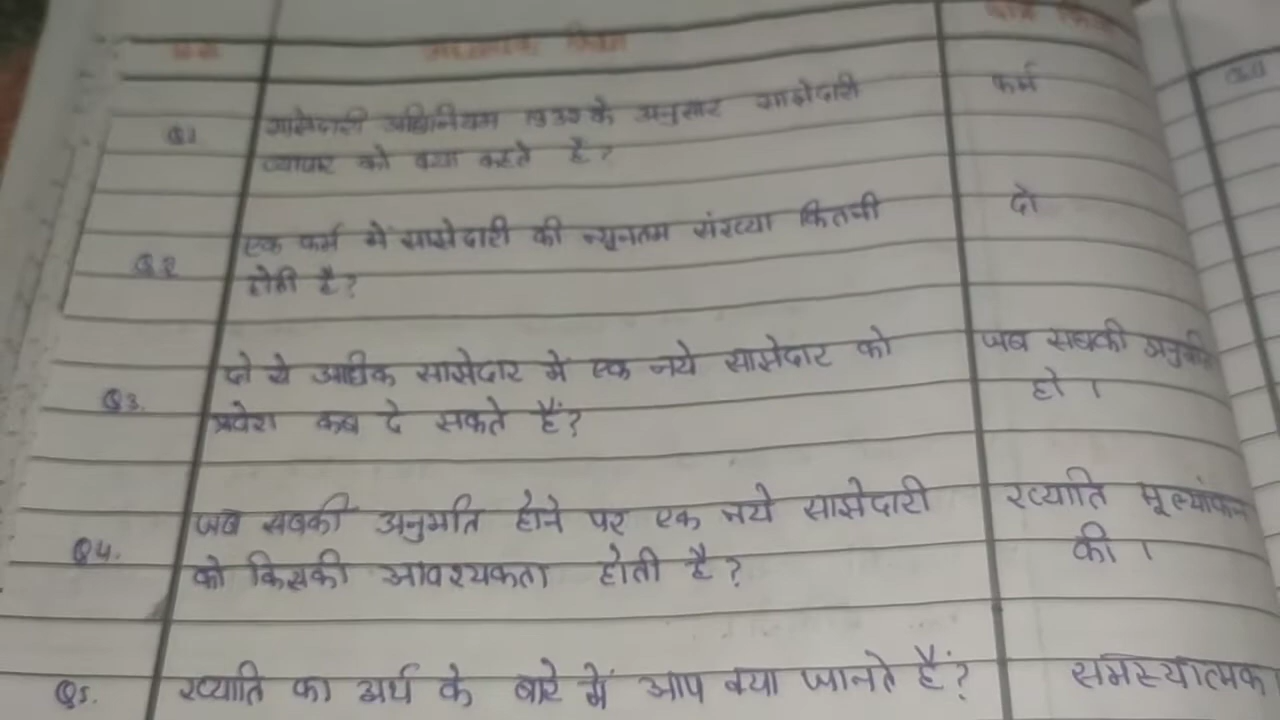 Q1 साझेदारी अधिनियम 1932 के अनुसार साझेदारी फर्म
व्यापार को क्या कहते है?
Q2 एक फर्म में साझेदारी की न्यूनतम संख्या कितनी दो
होती है?
Q3. दो से अधिक साझेदार में एक नये साझेदार को जब सबकी
प्रवेश कब दे सकते हैं? हो ।
Q4. जब सबकी अनुमति होने पर एक नये साझेदारी ख्याति मूल्यांकन
को किसकी आवश्यकता होती है? की ।
Q5. ख्याति का अर्थ के बारे में आप क्या जानते हैं? समस्यात्मक